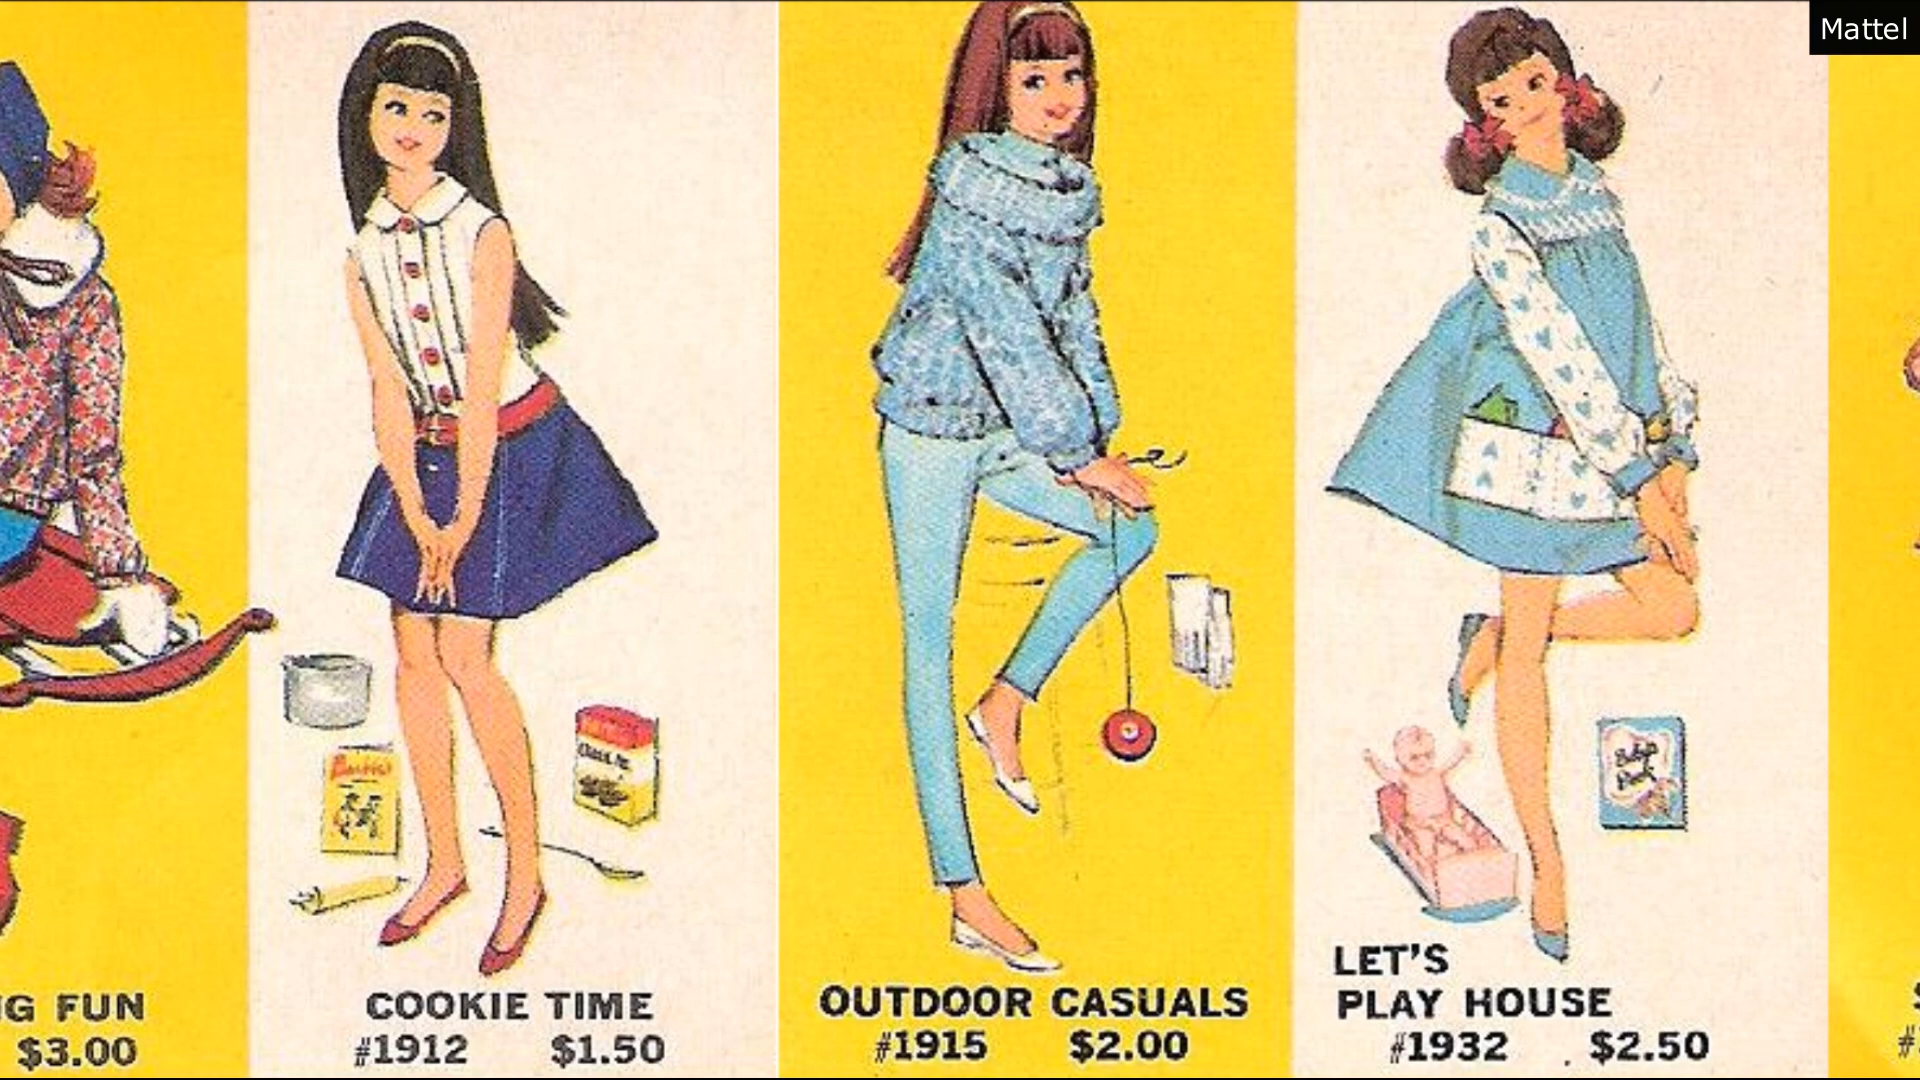 Mattel
G FUN
$3.00
COOKIE TIME
#1912 $1.50
OUTDOOR CASUALS
#1915 $2.00
LET'S
PLAY HOUSE
#1932 $2.50